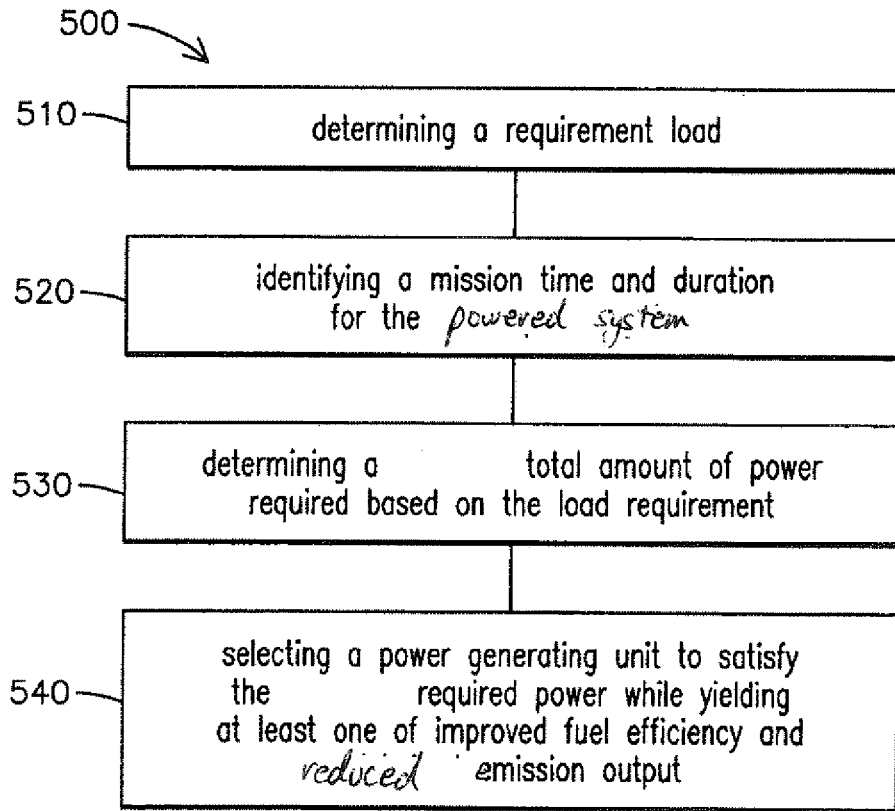 500
510
determining a requirement load
520
identifying a mission time and duration
for the powered system
530
determining a total amount of power
required based on the load requirement
540
selecting a power generating unit to satisfy
the required power while yielding
at least one of improved fuel efficiency and
reduced emission output